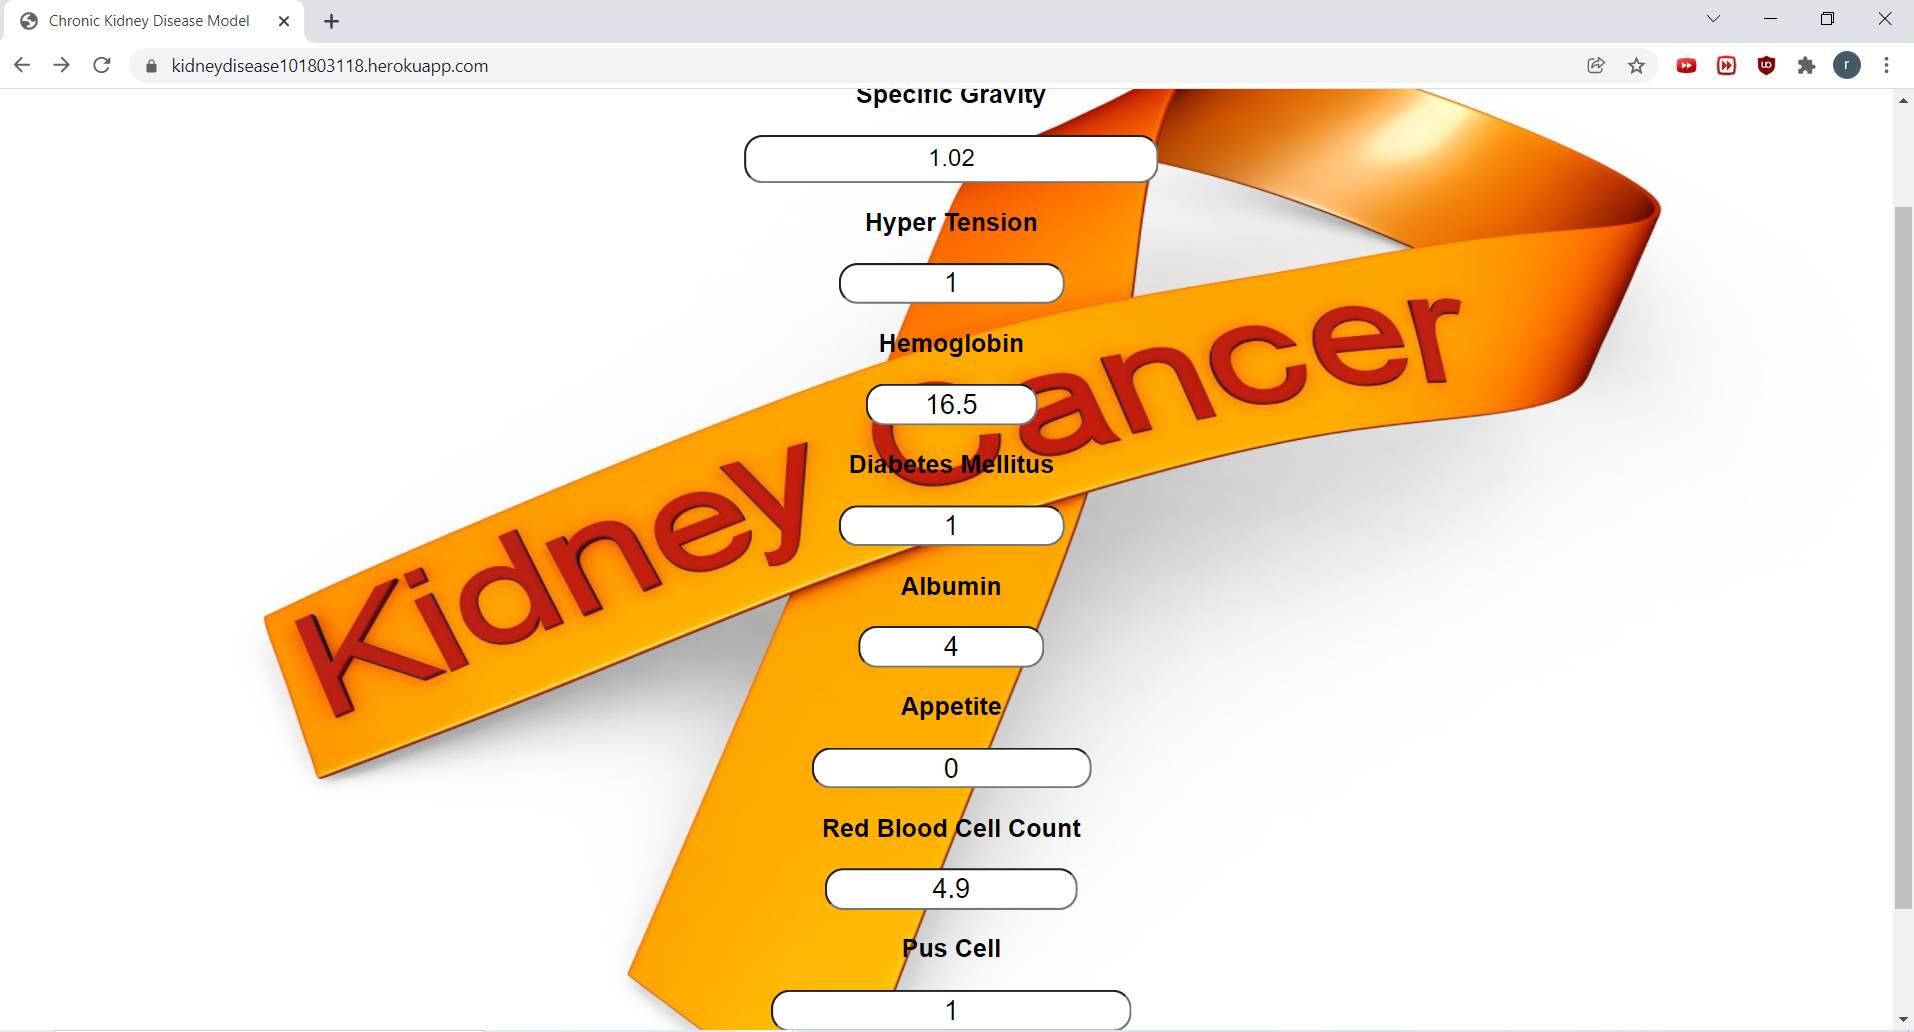 Chronic Kidney Disease Model
kidneydisease101803118.herokuapp.com
r
Specific Gravity
1.02
Hyper Tension
1
Hemoglobin
16.5
Diabetes Mellitus
1
Albumin
4
Appetite
0
Red Blood Cell Count
4.9
Pus Cell
1
Kidney Cancer